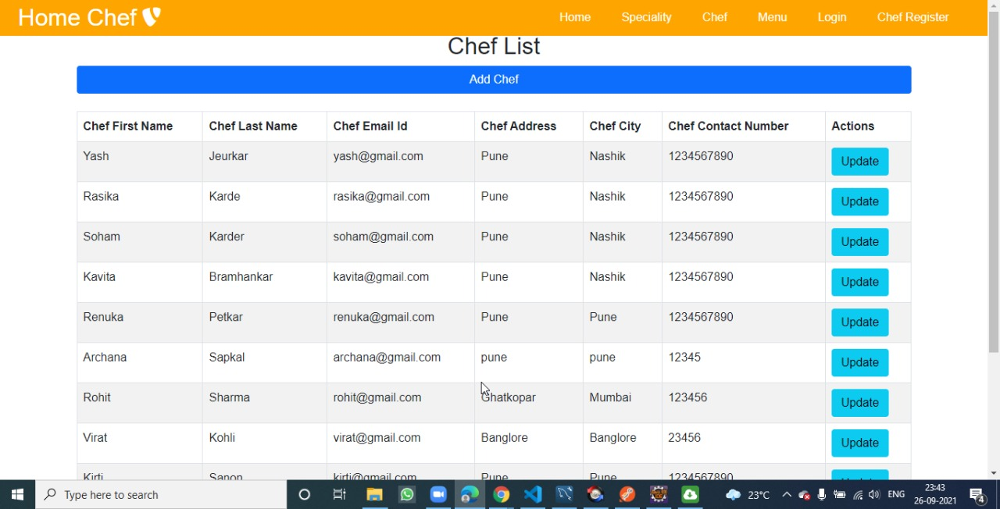 Home Chef Home Speciality Chef Menu Login Chef Register
Chef List
Add Chef
Chef First Name Chef Last Name Chef Email Id Chef Address Chef City Chef Contact Number Actions
Yash Jeurkar yash@gmail.com Pune Nashik 1234567890 Update
Rasika Karde rasika@gmail.com Pune Nashik 1234567890 Update
Soham Karder soham@gmail.com Pune Nashik 1234567890 Update
Kavita Bramhankar kavita@gmail.com Pune Nashik 1234567890 Update
Renuka Petkar renuka@gmail.com Pune Pune 1234567890 Update
Archana Sapkal archana@gmail.com pune pune 12345 Update
Rohit Sharma rohit@gmail.com Ghatkopar Mumbai 123456 Update
Virat Kohli virat@gmail.com Banglore Banglore 23456 Update
Kirti Sanon kirti@gmail.com Pune Pune 1234567890 Update
Type here to search 23°C ENG 23:43
26-09-2021 4